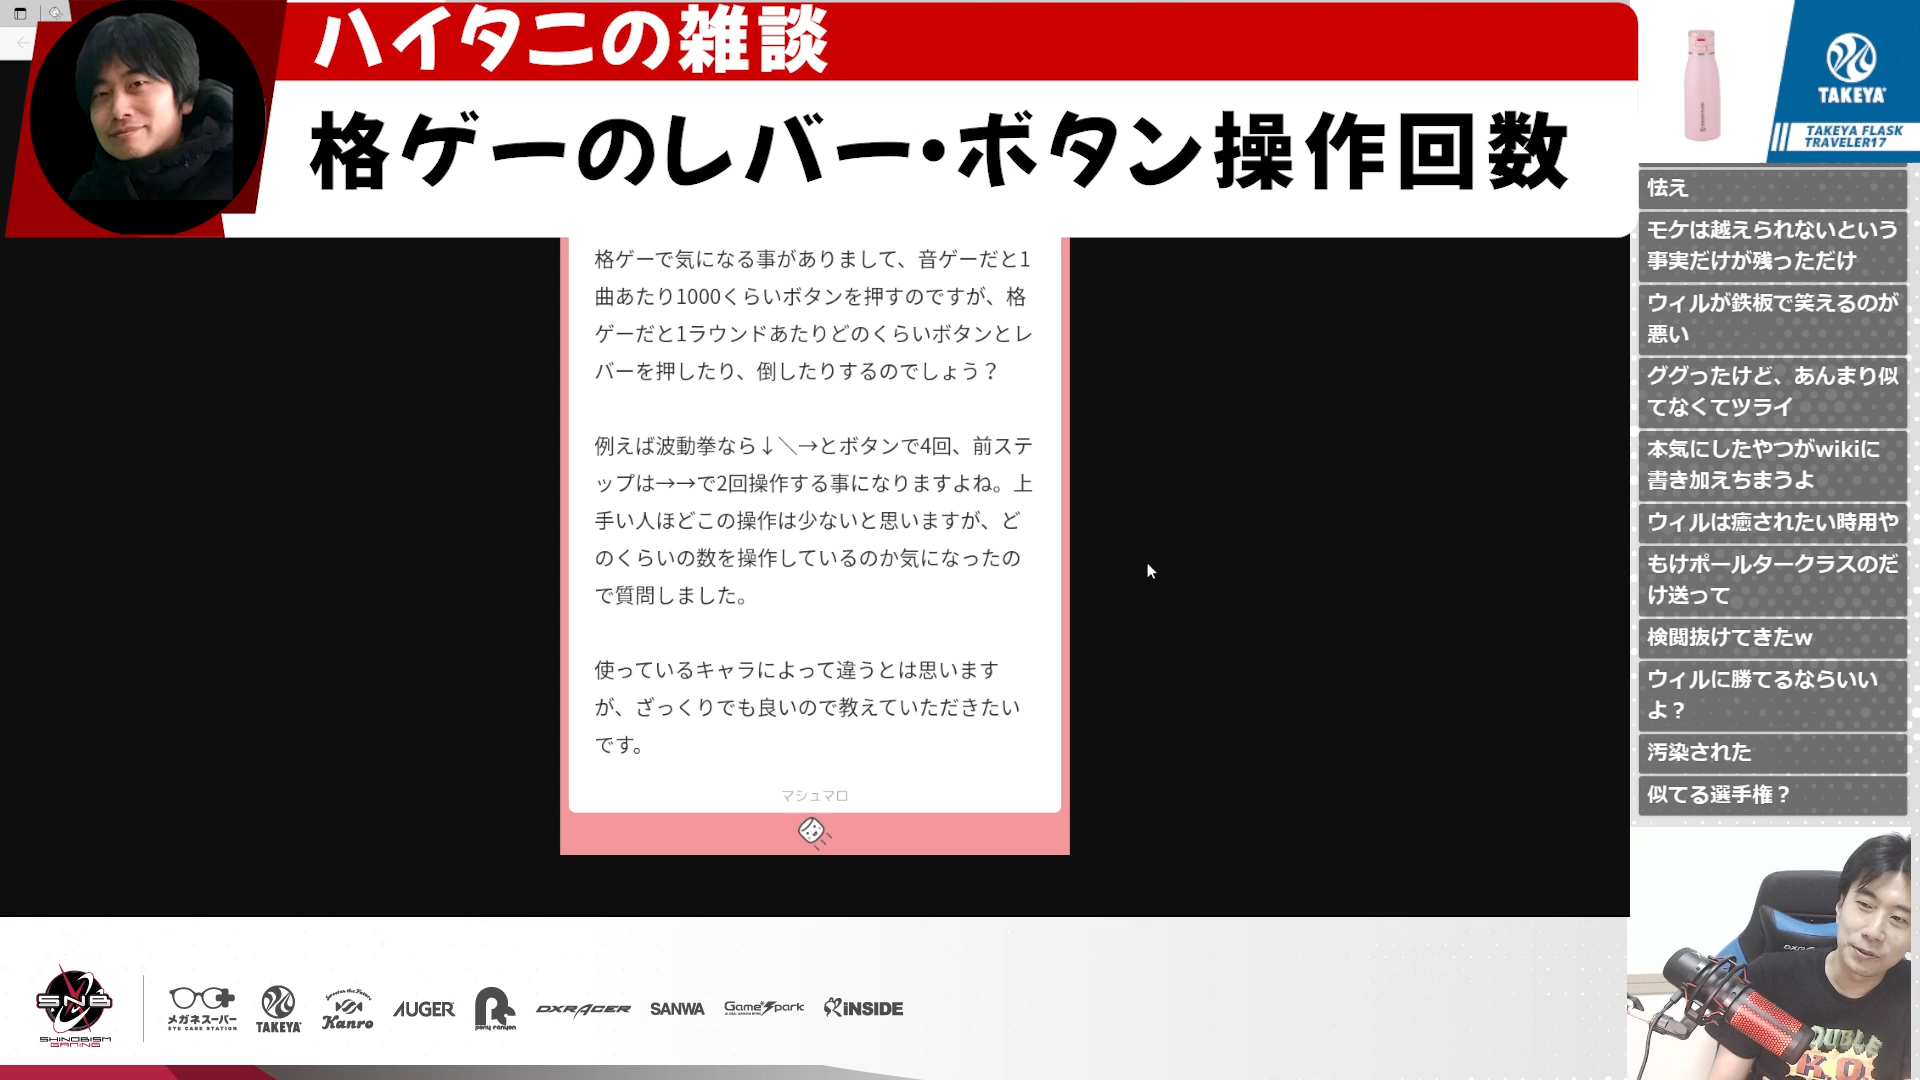 ハイタニの雑談
格ゲーのレバー・ボタン操作回数
格ゲーで気になる事がありまして、音ゲーだと1
曲あたり1000くらいボタンを押すのですが、格
ゲーだと1ラウンドあたりどのくらいボタンとレ
バーを押したり、倒したりするのでしょう？
例えば波動拳なら↓＼→とボタンで4回、前ステ
ップは→→で2回操作する事になりますよね。上
手い人ほどこの操作は少ないと思いますが、ど
のくらいの数を操作しているのか気になったの
で質問しました。
使っているキャラによって違うとは思います
が、ざっくりでも良いので教えていただきたい
です。
マシュマロ
TAKEYA
TAKEYA FLASK
TRAVELER17
怯え
モケは越えられないという
事実だけが残っただけ
ウィルが鉄板で笑えるのが
悪い
ググったけど、あんまり似
てなくてツライ
本気にしたやつがwikiに
書き加えちまうよ
ウィルは癒されたい時用や
もけポールタークラスのだ
け送って
検閲抜けてきたw
ウィルに勝てるならいい
よ？
汚染された
似てる選手権？
DOUBLE
K.O.
SNB
SHINOBISM
GAMING
メガネスーパー
EYE CARE STATION
TAKEYA
Kanro
AUGER
pony canyon
DXRACER
SANWA
Game*Spark
iNSIDE